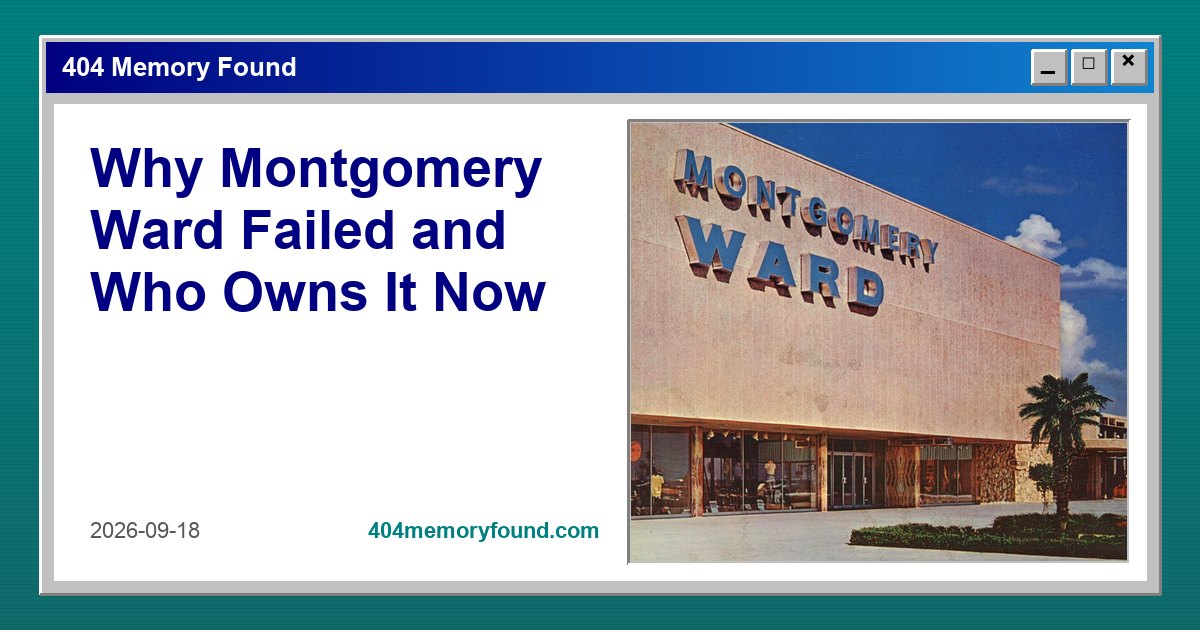 404 Memory Found
Why Montgomery
Ward Failed and
Who Owns It Now
2026-09-18
404memoryfound.com
MONTGOMERY
WARD